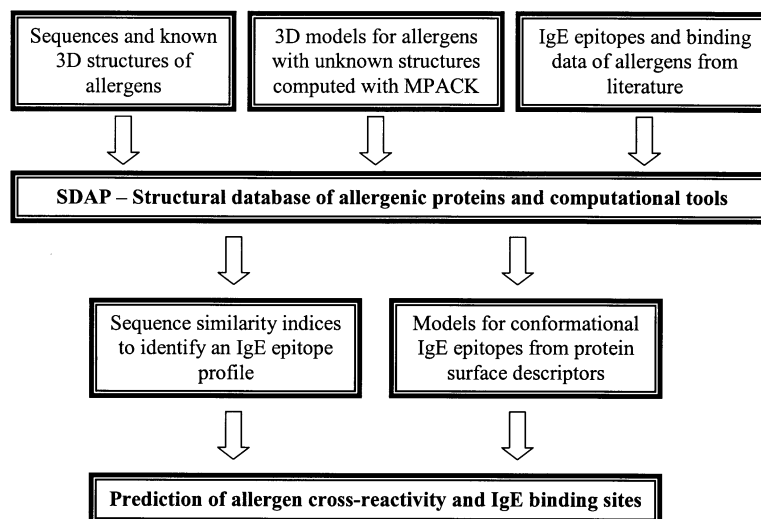 Sequences and known
3D structures of
allergens
3D models for allergens
with unknown structures
computed with MPACK
IgE epitopes and binding
data of allergens from
literature
SDAP – Structural database of allergenic proteins and computational tools
Sequence similarity indices
to identify an IgE epitope
profile
Models for conformational
IgE epitopes from protein
surface descriptors
Prediction of allergen cross-reactivity and IgE binding sites